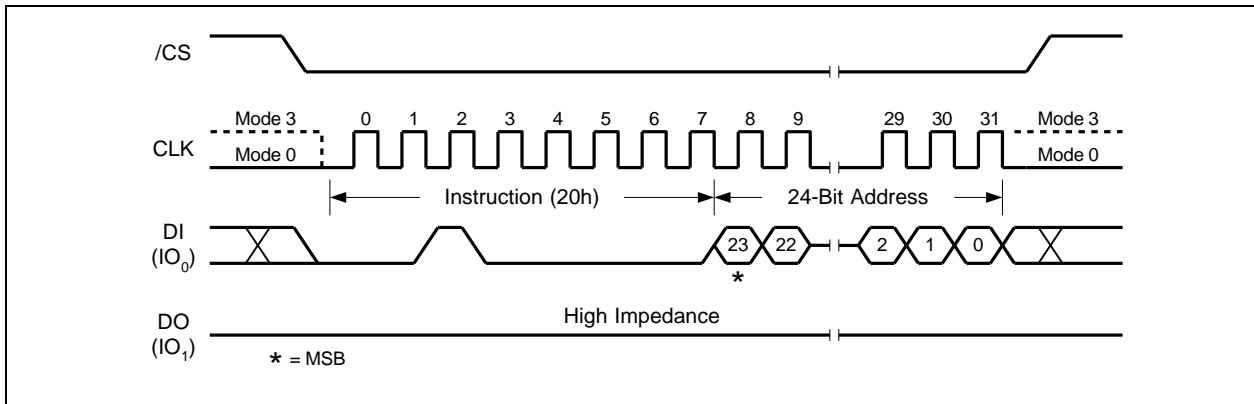 /CS
Mode 3 0 1 2 3 4 5 6 7 8 9 29 30 31 Mode 3
CLK Mode 0 Mode 0
Instruction (20h) 24-Bit Address
DI
(IO₀) 23 22 2 1 0
*
DO High Impedance
(IO₁)
* = MSB